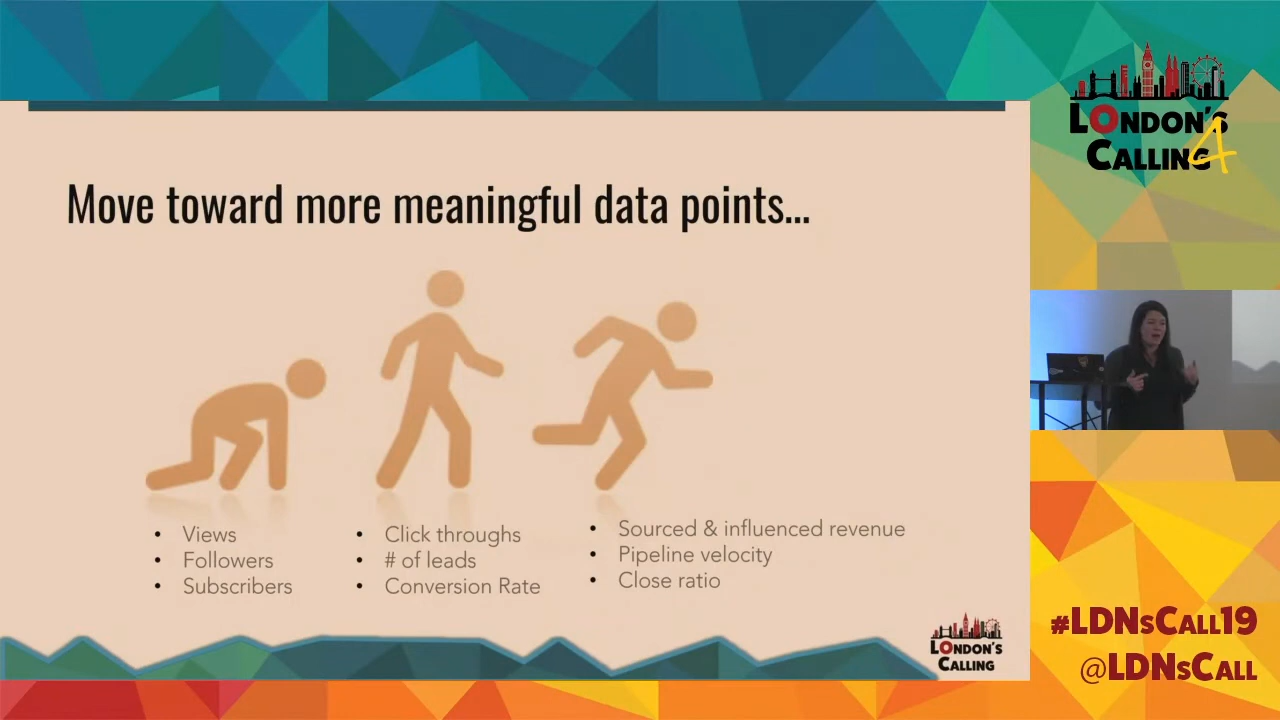 Move toward more meaningful data points...
• Views
• Followers
• Subscribers
• Click throughs
• # of leads
• Conversion Rate
• Sourced & influenced revenue
• Pipeline velocity
• Close ratio
LONDON'S
CALLING
LONDON'S
CALLING 4
#LDNSCALL19
@LDNSCALL